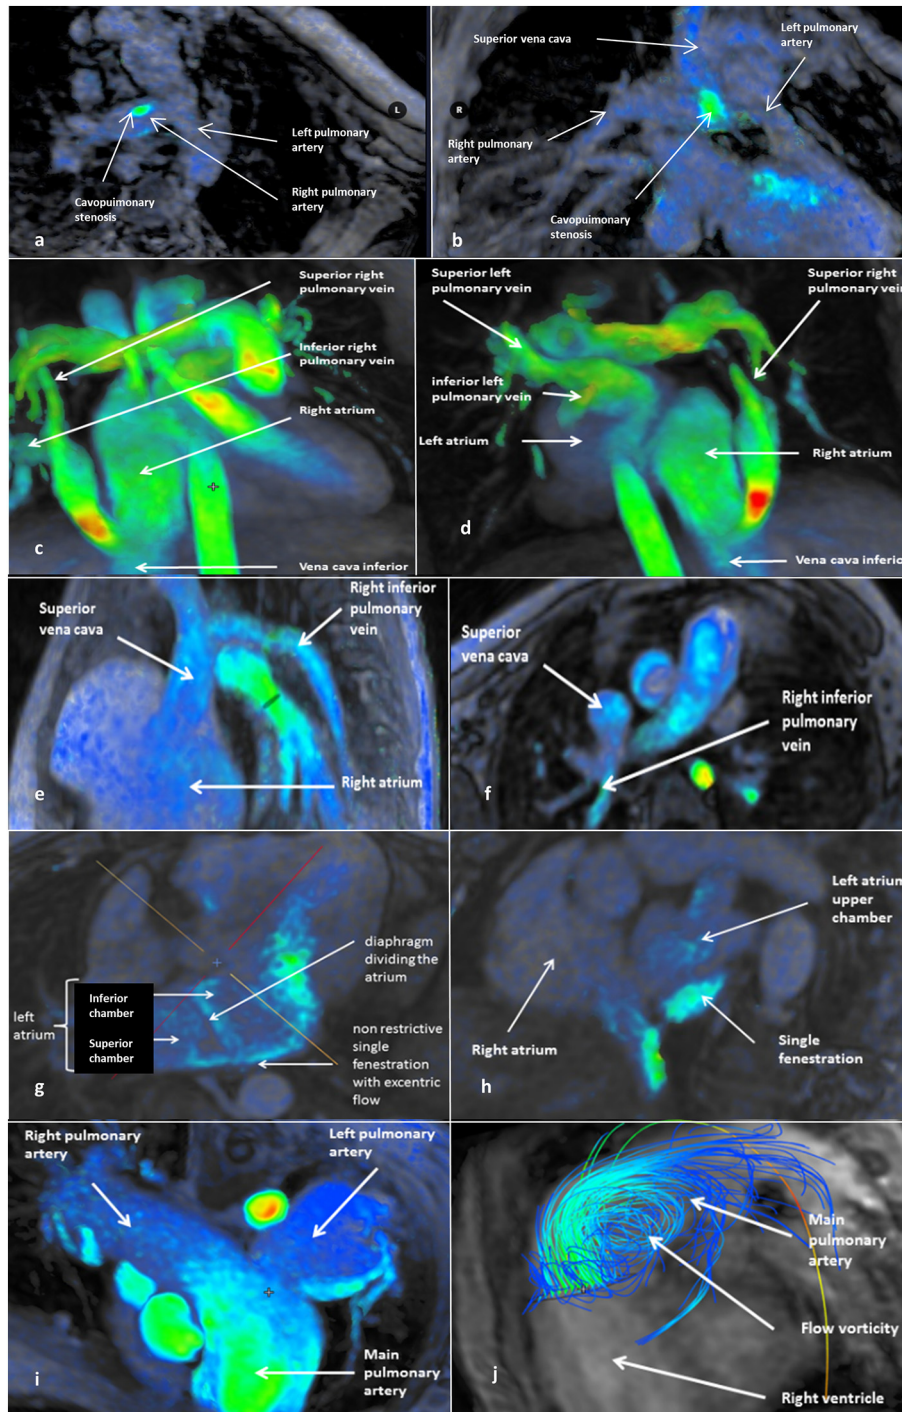 Left pulmonary
artery
L
Right pulmonary
artery
Cavopuimonary
stenosis
a
Superior vena cava
Left pulmonary
artery
R
Right pulmonary
artery
Cavopuimonary
stenosis
b
Superior right
pulmonary vein
Inferior right
pulmonary vein
Right atrium
c
Vena cava inferior
Superior left
pulmonary vein
Superior right
pulmonary vein
inferior left
pulmonary vein
Left atrium
Right atrium
d
Vena cava inferior
Superior
vena cava
Right inferior
pulmonary
vein
Right atrium
e
Superior
vena cava
Right inferior
pulmonary
vein
f
diaphragm
dividing the
atrium
Inferior
chamber
left
atrium
Superior
chamber
non restrictive
single
fenestration
with excentric
flow
g
Left atrium
upper
chamber
Right atrium
Single
fenestration
h
Right pulmonary
artery
Left pulmonary
artery
Main
pulmonary
artery
i
Main
pulmonary
artery
Flow vorticity
Right ventricle
j